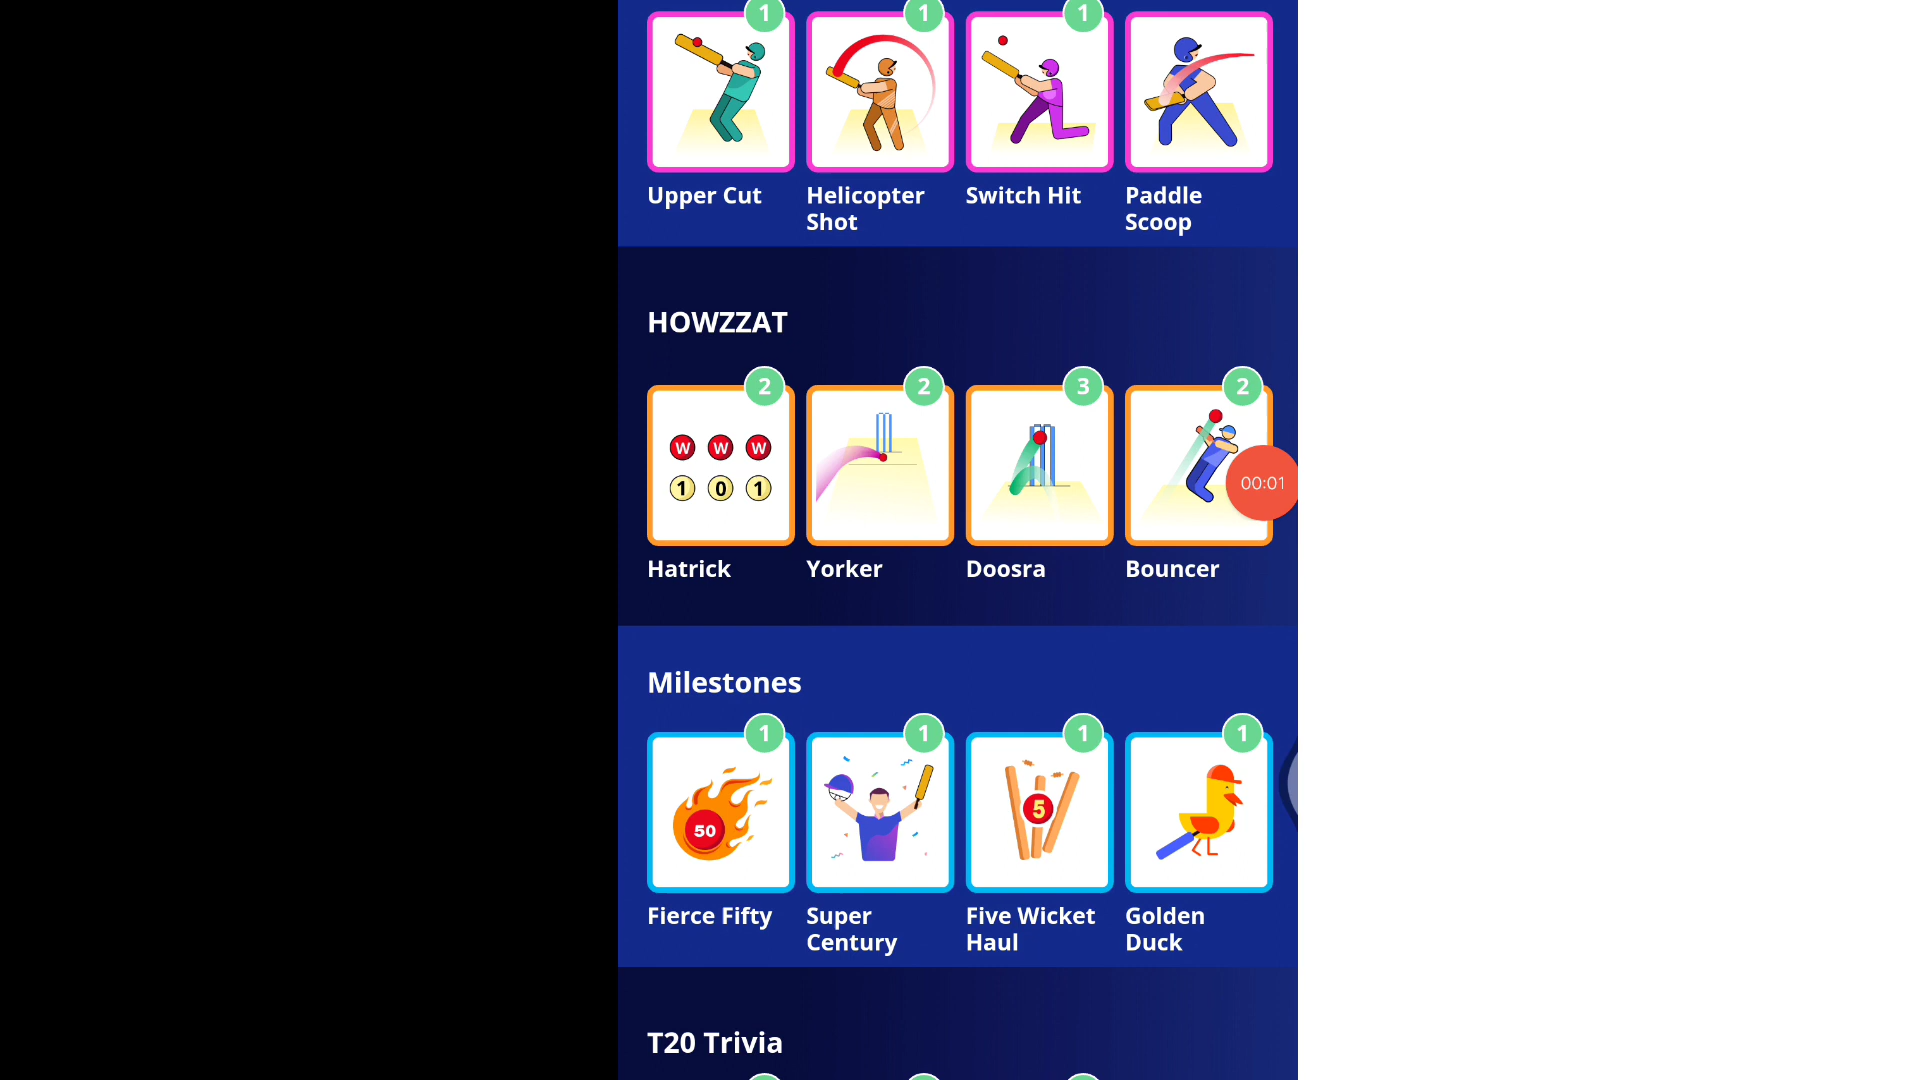 1 1 1
Upper Cut Helicopter Switch Hit Paddle
Shot Scoop
HOWZZAT
2 2 3 2
W W W
1 0 1
00:01
Hatrick Yorker Doosra Bouncer
Milestones
1 1 1 1
50 5
Fierce Fifty Super Five Wicket Golden
Century Haul Duck
T20 Trivia